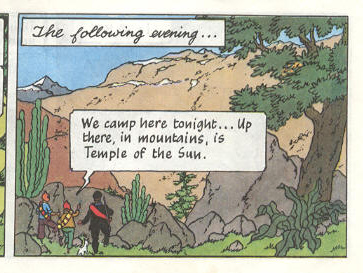 The following evening...
We camp here tonight... Up
there, in mountains, is
Temple of the Sun.